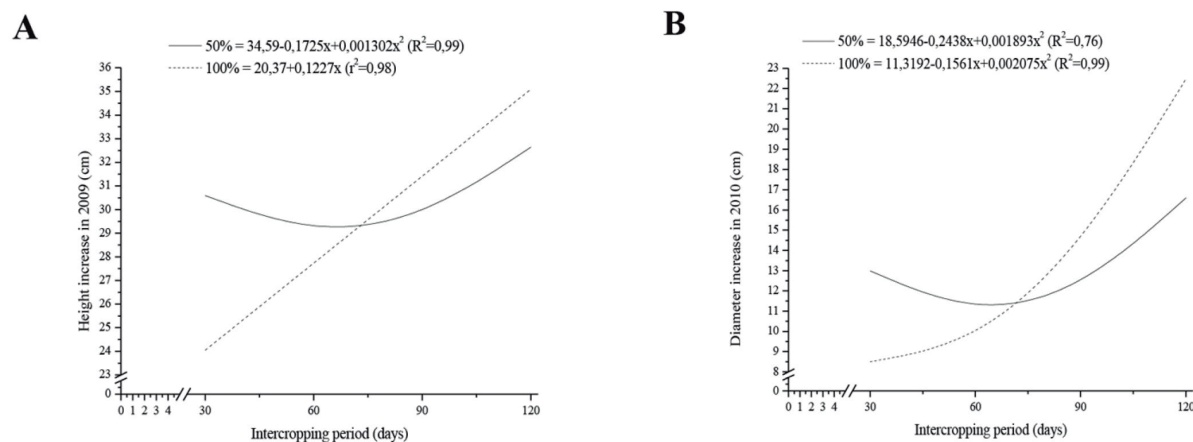 A
50% = 34,59-0,1725x+0,001302x² (R²=0,99)
100% = 20,37+0,1227x (r²=0,98)
36
35
34
33
32
31
30
29
28
27
26
25
24
23
0
Height increase in 2009 (cm)
0 1 2 3 4 30 60 90 120
Intercropping period (days)
B
50% = 18,5946-0,2438x+0,001893x² (R²=0,76)
100% = 11,3192-0,1561x+0,002075x² (R²=0,99)
23
22
21
20
19
18
17
16
15
14
13
12
11
10
9
8
0
Diameter increase in 2010 (cm)
0 1 2 3 4 30 60 90 120
Intercropping period (days)